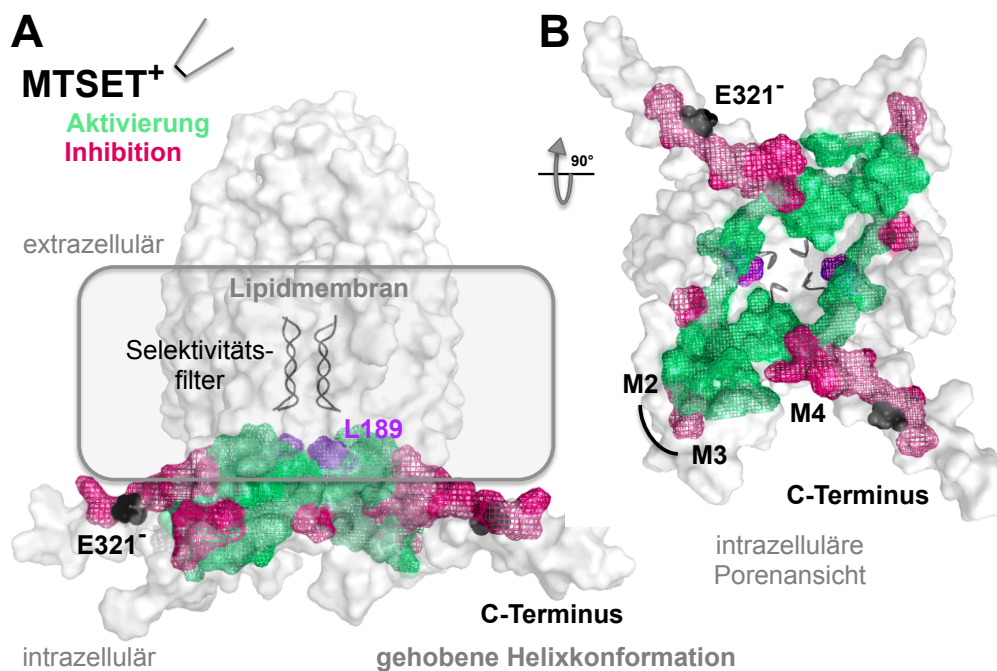 A
MTSET+
Aktivierung
Inhibition
extrazellulär
Lipidmembran
Selektivitäts-
filter
L189
E321-
C-Terminus
intrazellulär
gehobene Helixkonformation
B
E321-
90°
M2
M4
M3
C-Terminus
intrazelluläre
Porenansicht